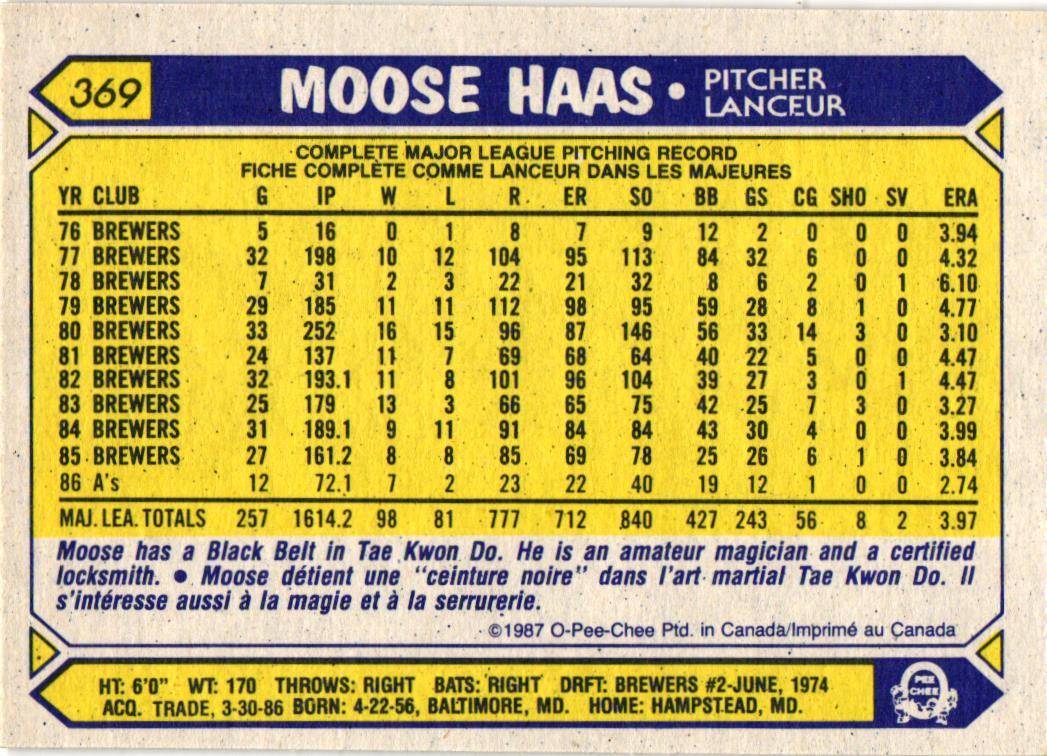 369
MOOSE HAAS • PITCHER
LANCEUR
COMPLETE MAJOR LEAGUE PITCHING RECORD
FICHE COMPLÈTE COMME LANCEUR DANS LES MAJEURES
YR CLUB G IP W L R ER SO BB GS CG SHO SV ERA
76 BREWERS 5 16 0 1 8 7 9 12 2 0 0 0 3.94
77 BREWERS 32 198 10 12 104 95 113 84 32 6 0 0 4.32
78 BREWERS 7 31 2 3 22 21 32 8 6 2 0 1 6.10
79 BREWERS 29 185 11 11 112 98 95 59 28 8 1 0 4.77
80 BREWERS 33 252 16 15 96 87 146 56 33 14 3 0 3.10
81 BREWERS 24 137 11 7 69 68 64 40 22 5 0 0 4.47
82 BREWERS 32 193.1 11 8 101 96 104 39 27 3 0 1 4.47
83 BREWERS 25 179 13 3 66 65 75 42 25 7 3 0 3.27
84 BREWERS 31 189.1 9 11 91 84 84 43 30 4 0 0 3.99
85 BREWERS 27 161.2 8 8 85 69 78 25 26 6 1 0 3.84
86 A's 12 72.1 7 2 23 22 40 19 12 1 0 0 2.74
MAJ. LEA. TOTALS 257 1614.2 98 81 777 712 840 427 243 56 8 2 3.97
Moose has a Black Belt in Tae Kwon Do. He is an amateur magician and a certified
locksmith. • Moose détient une "ceinture noire" dans l'art martial Tae Kwon Do. Il
s'intéresse aussi à la magie et à la serrurerie.
©1987 O-Pee-Chee Ptd. in Canada/Imprimé au Canada
HT: 6'0" WT: 170 THROWS: RIGHT BATS: RIGHT DRFT: BREWERS #2-JUNE, 1974
ACQ. TRADE, 3-30-86 BORN: 4-22-56, BALTIMORE, MD. HOME: HAMPSTEAD, MD.
O
PEE
CHEE